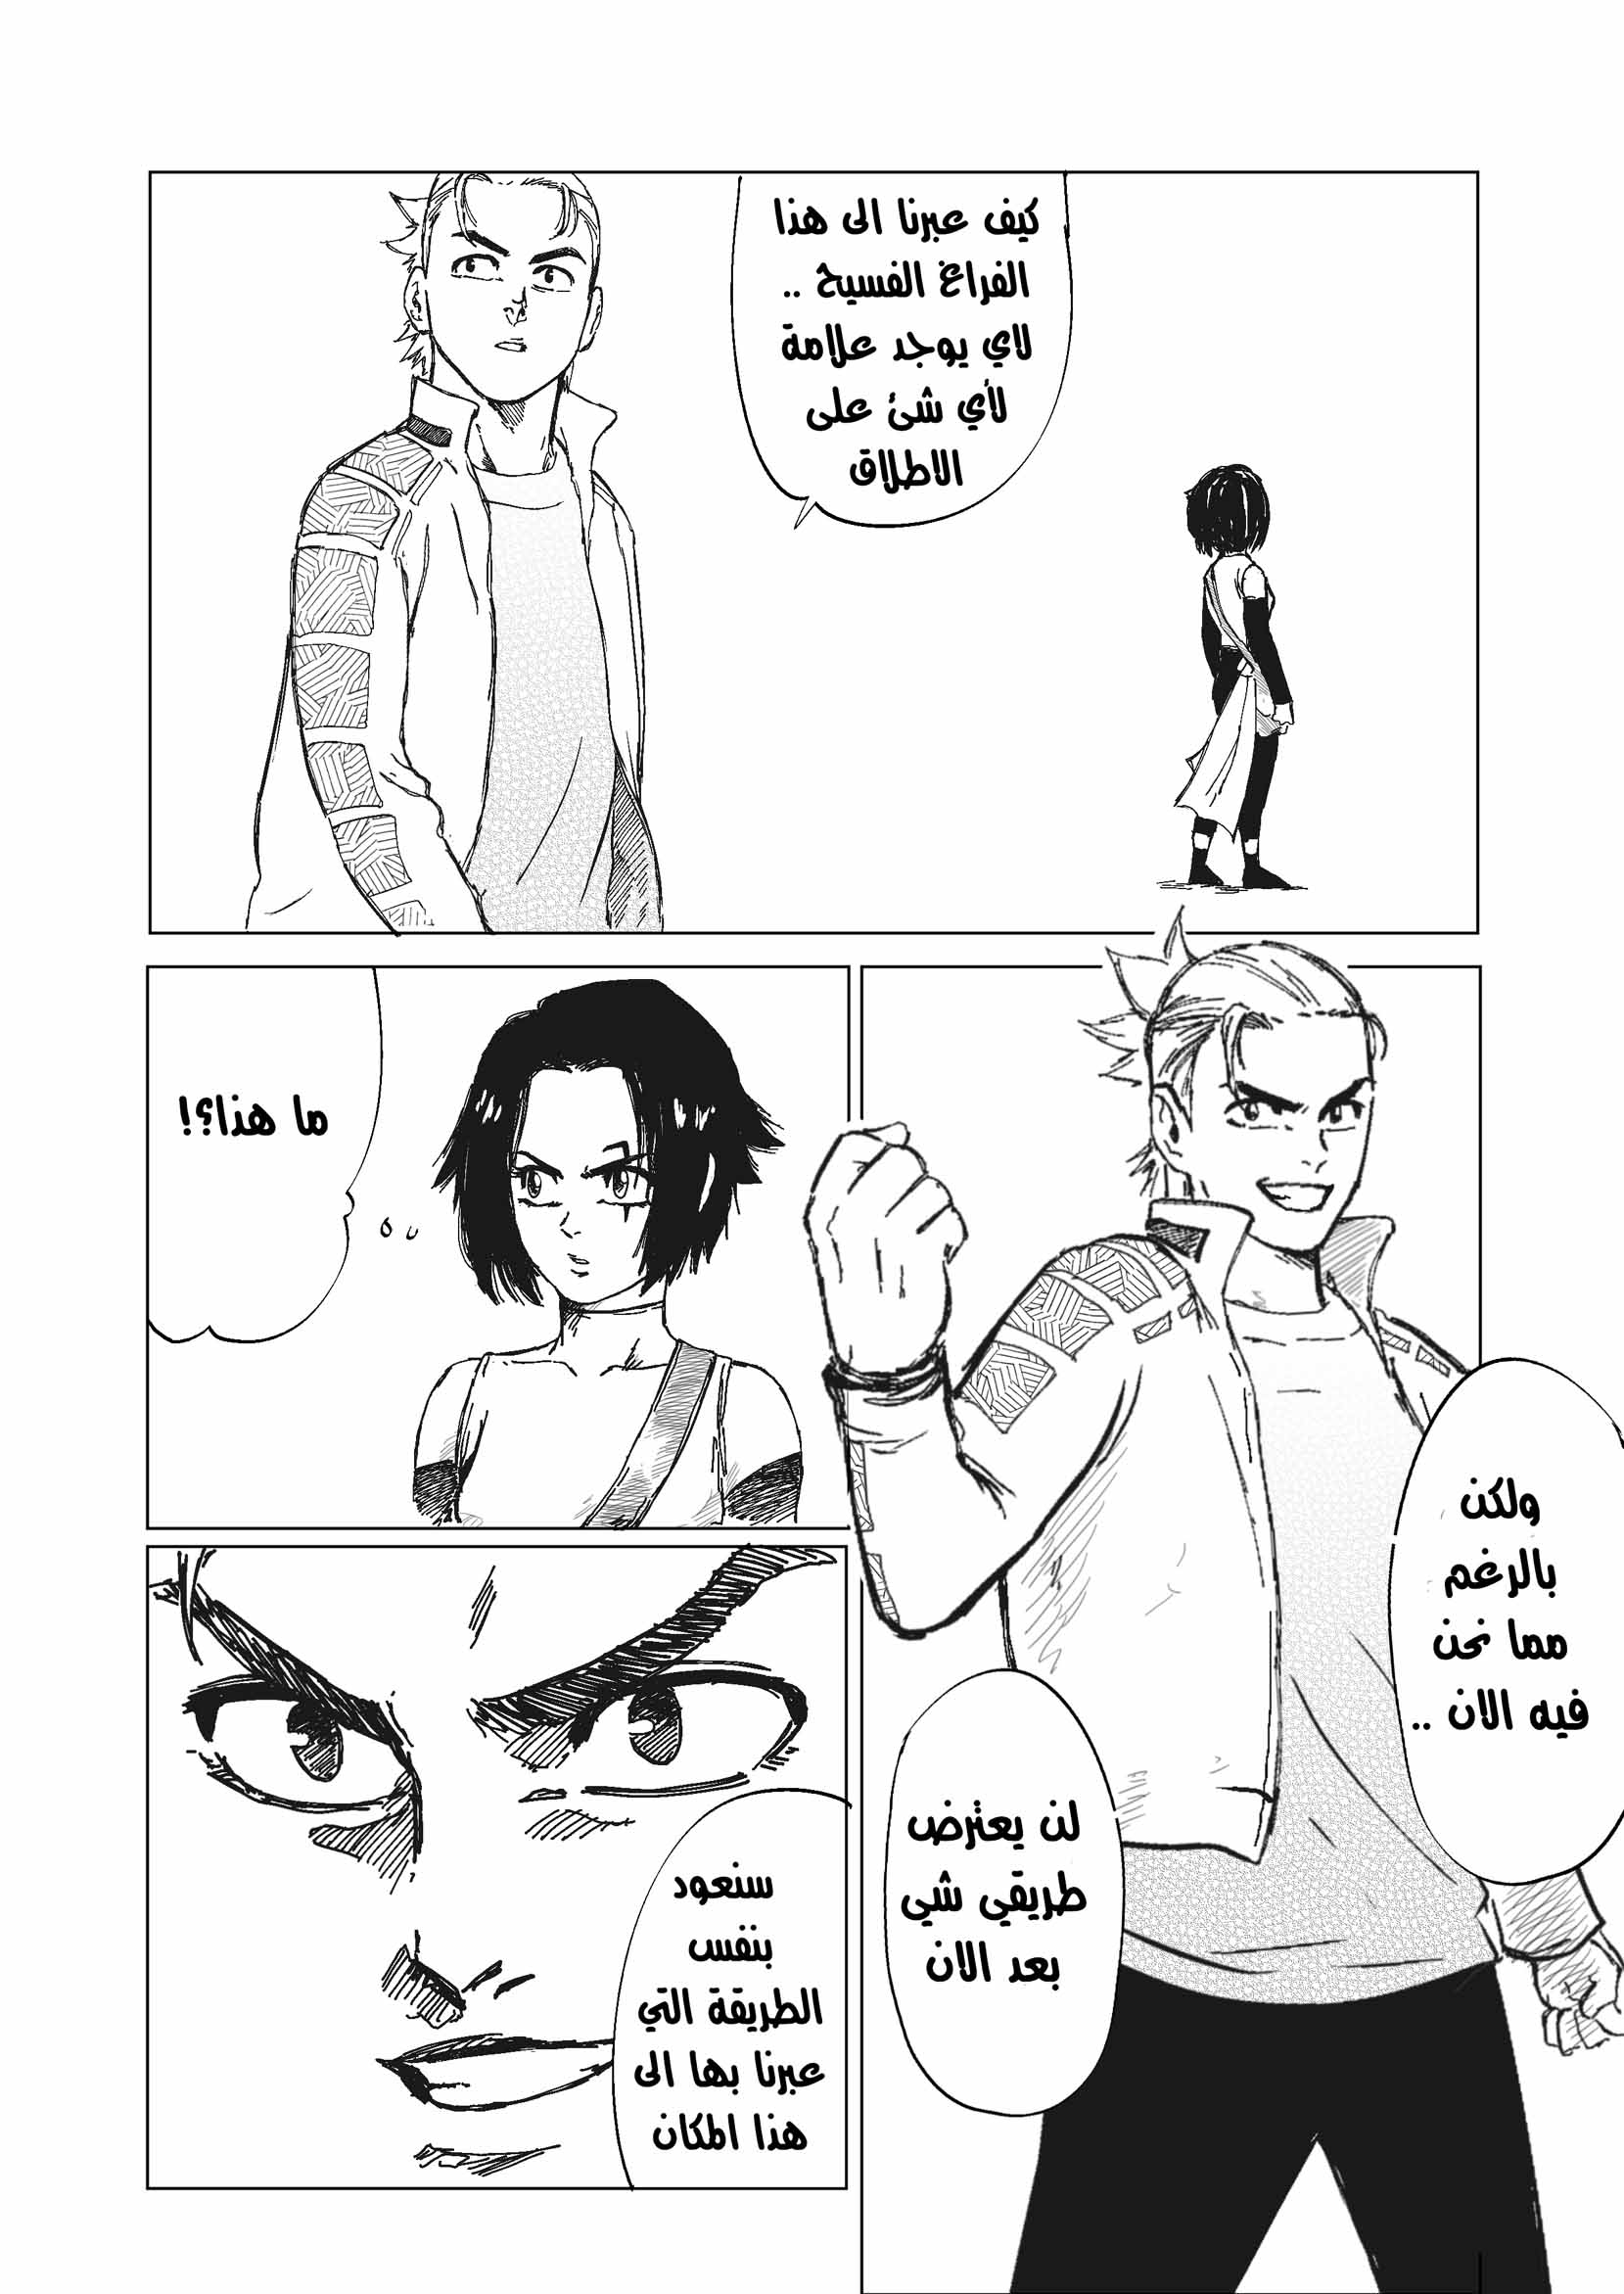 كيف عبرنا الى هذا
الفراغ الفسيح ..
لاي يوجد علامة
لأي شئ على
الاطلاق
ولكن
بالرغم
مما نحن
فيه الان ..
لن يعترض
طريقي شي
بعد الان
ما هذا؟!
سنعود
بنفس
الطريقة التي
عبرنا بها الى
هذا المكان